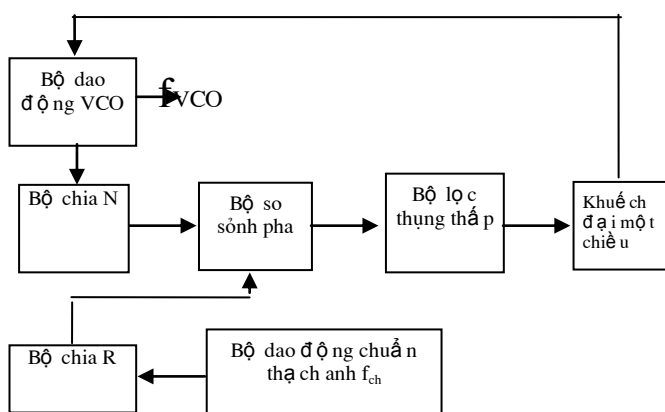 Bộ dao
động VCO
fVCO
Bộ chia N
Bộ so
sỏnh pha
Bộ lọc
thụng thấp
Khuếch
đại một
chiều
Bộ chia R
Bộ dao động chuẩn
thạch anh fch